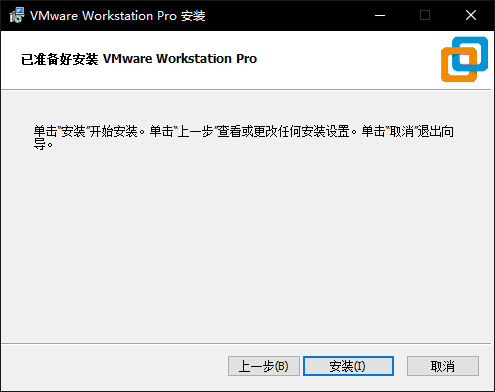 VMware Workstation Pro 安装
已准备好安装 VMware Workstation Pro
单击“安装”开始安装。单击“上一步”查看或更改任何安装设置。单击“取消”退出向
导。
上一步(B)
安装(I)
取消